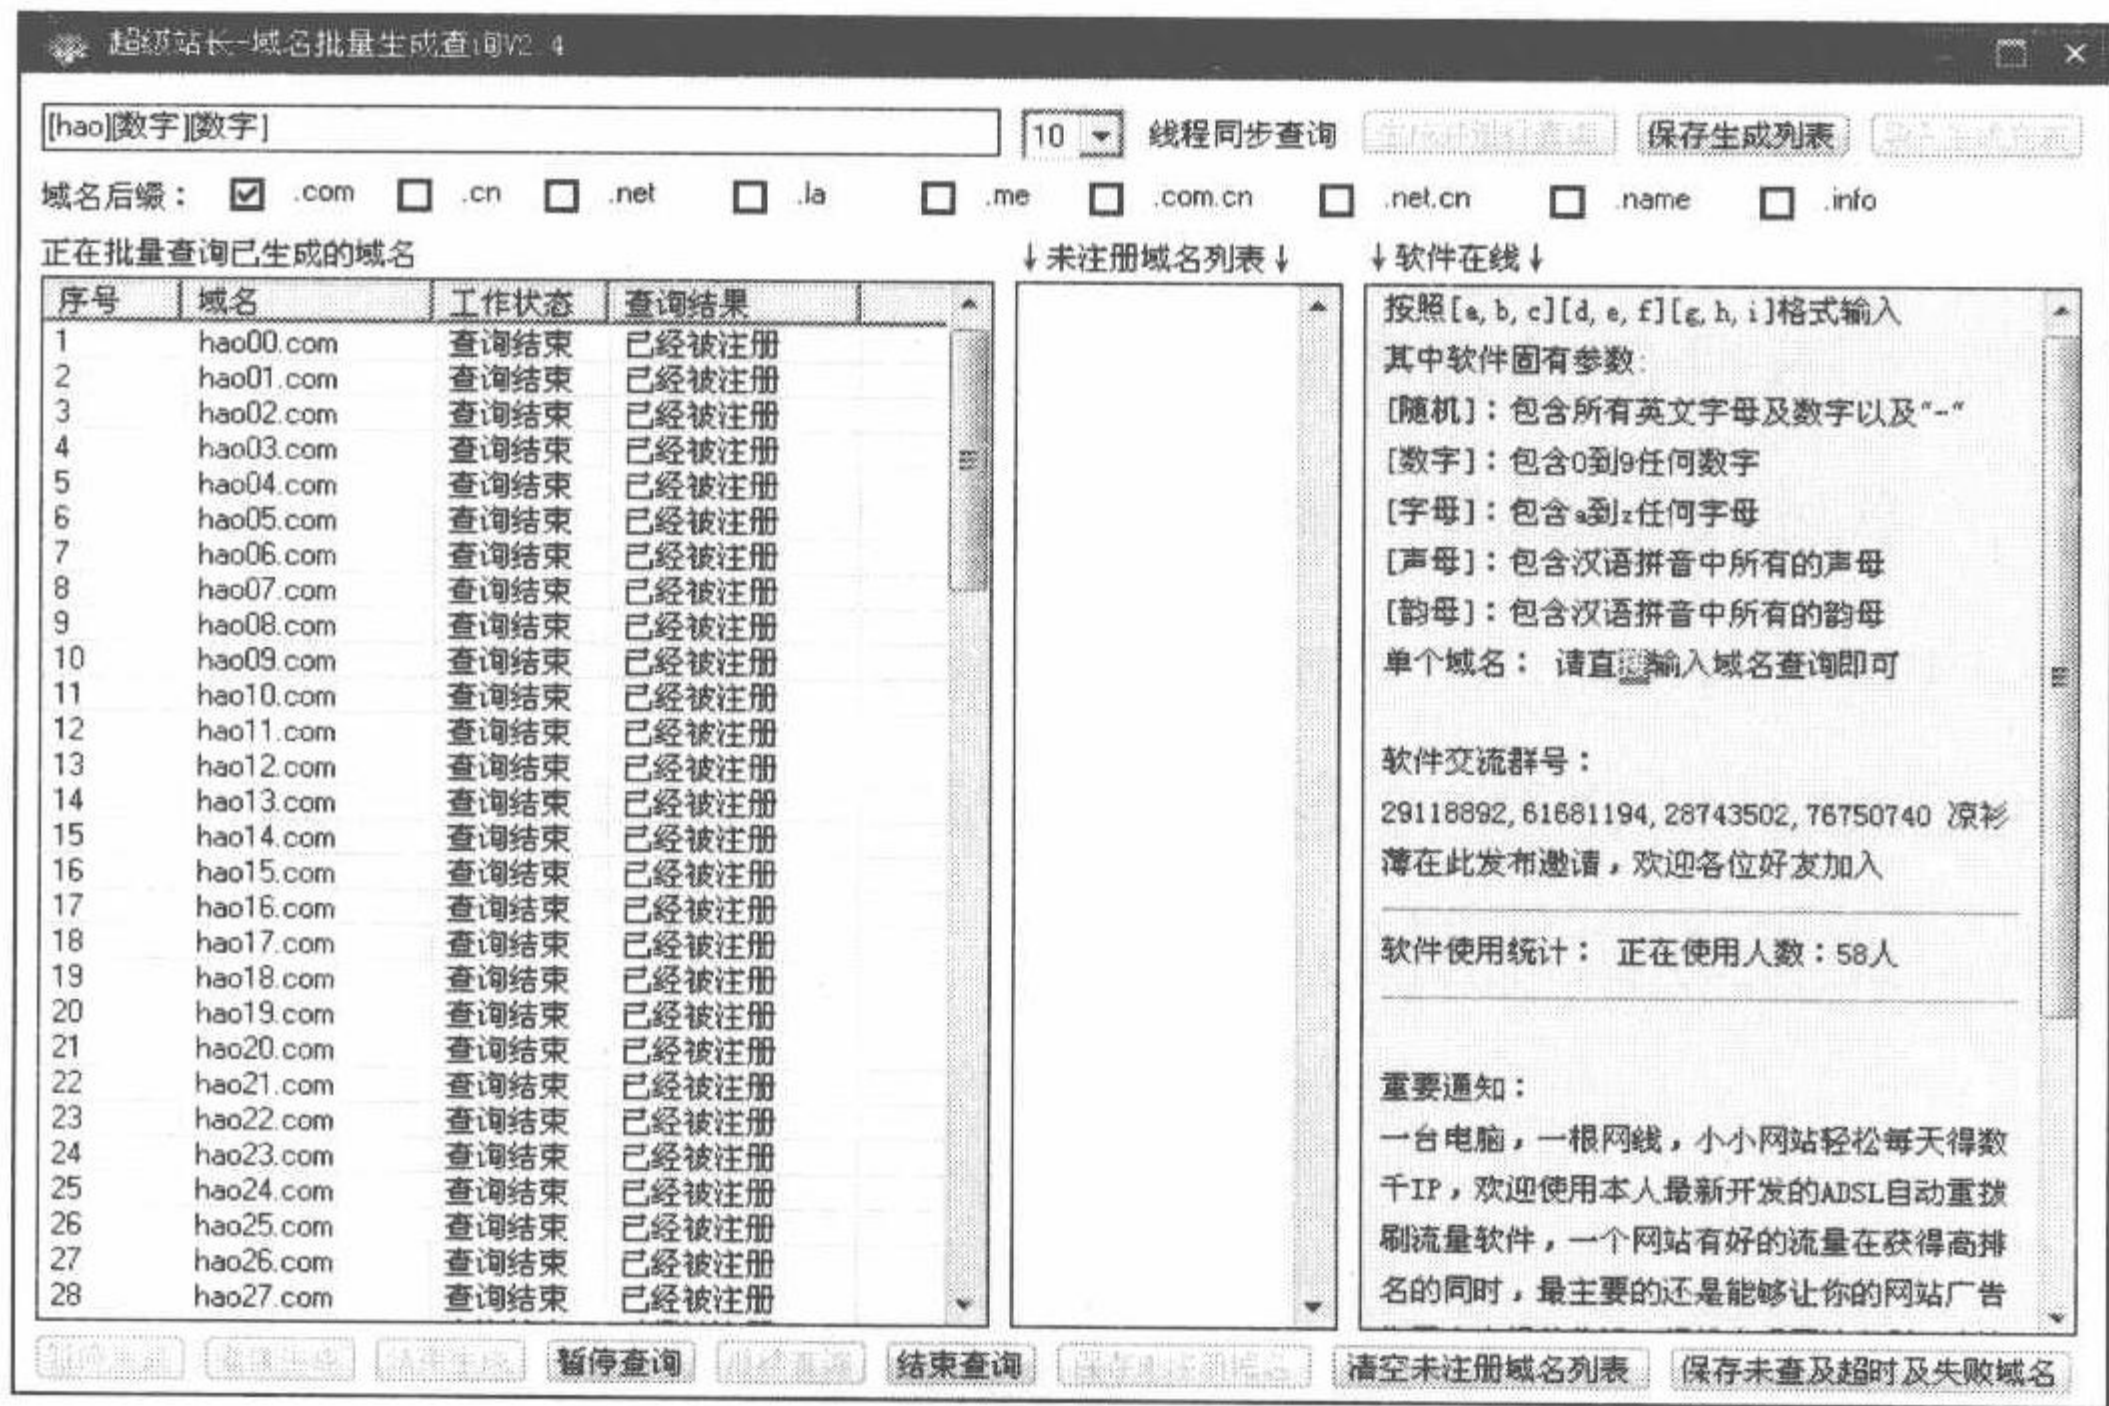 超级站长-域名批量生成查询V2.4
[hao][数字][数字]
10 线程同步查询 保存生成列表
域名后缀： .com .cn .net .la .me .com.cn .net.cn .name .info
正在批量查询已生成的域名 ↓未注册域名列表↓ ↓软件在线↓
序号 域名 工作状态 查询结果
1 hao00.com 查询结束 已经被注册
2 hao01.com 查询结束 已经被注册
3 hao02.com 查询结束 已经被注册
4 hao03.com 查询结束 已经被注册
5 hao04.com 查询结束 已经被注册
6 hao05.com 查询结束 已经被注册
7 hao06.com 查询结束 已经被注册
8 hao07.com 查询结束 已经被注册
9 hao08.com 查询结束 已经被注册
10 hao09.com 查询结束 已经被注册
11 hao10.com 查询结束 已经被注册
12 hao11.com 查询结束 已经被注册
13 hao12.com 查询结束 已经被注册
14 hao13.com 查询结束 已经被注册
15 hao14.com 查询结束 已经被注册
16 hao15.com 查询结束 已经被注册
17 hao16.com 查询结束 已经被注册
18 hao17.com 查询结束 已经被注册
19 hao18.com 查询结束 已经被注册
20 hao19.com 查询结束 已经被注册
21 hao20.com 查询结束 已经被注册
22 hao21.com 查询结束 已经被注册
23 hao22.com 查询结束 已经被注册
24 hao23.com 查询结束 已经被注册
25 hao24.com 查询结束 已经被注册
26 hao25.com 查询结束 已经被注册
27 hao26.com 查询结束 已经被注册
28 hao27.com 查询结束 已经被注册
按照[a,b,c][d,e,f][g,h,i]格式输入
其中软件固有参数:
[随机]：包含所有英文字母及数字以及"-"
[数字]：包含0到9任何数字
[字母]：包含a到z任何字母
[声母]：包含汉语拼音中所有的声母
[韵母]：包含汉语拼音中所有的韵母
单个域名： 请直接输入域名查询即可
软件交流群号：
29118892,61681194,28743502,76750740 凉衫
薄在此发布邀请，欢迎各位好友加入
软件使用统计： 正在使用人数：58人
重要通知：
一台电脑，一根网线，小小网站轻松每天得数
千IP，欢迎使用本人最新开发的ADSL自动重拨
刷流量软件，一个网站有好的流量在获得高排
名的同时，最主要的还是能够让你的网站广告
暂停查询 结束查询 清空未注册域名列表 保存未查及超时及失败域名